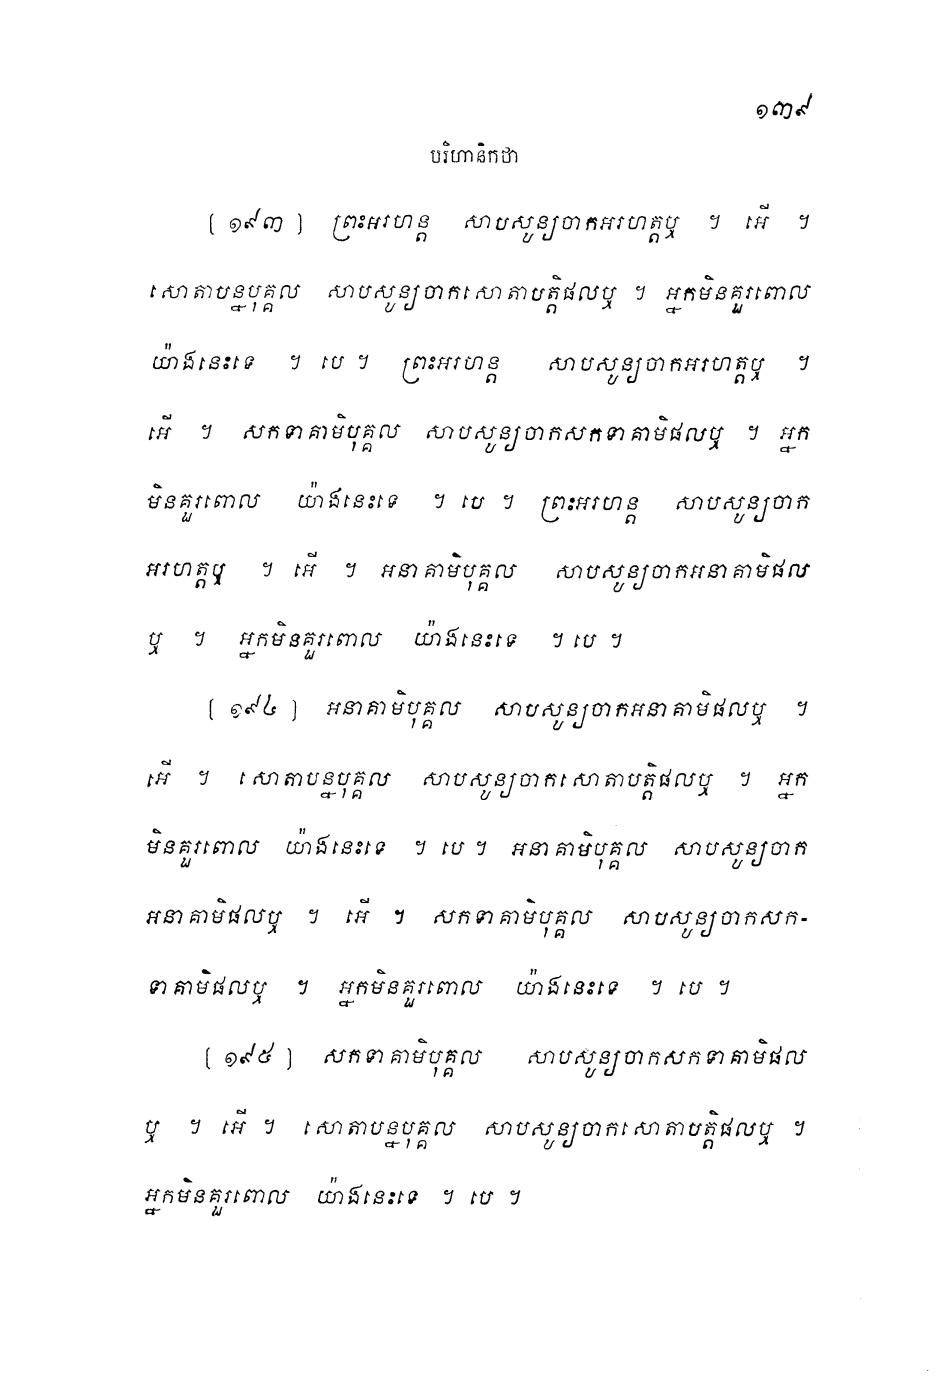 ១៣៩
បរិហានិកថា
[ ១៩៣ ] ព្រះអរហន្ត សាបសូន្យចាកអរហត្តឬ ។ អើ ។
សោតាបន្នបុគ្គល សាបសូន្យចាកសោតាបត្តិផលឬ ។ អ្នកមិនគួរពោល
យ៉ាងនេះទេ ។ បេ ។ ព្រះអរហន្ត សាបសូន្យចាកអរហត្តឬ ។
អើ ។ សកទាគាមិបុគ្គល សាបសូន្យចាកសកទាគាមិផលឬ ។ អ្នក
មិនគួរពោល យ៉ាងនេះទេ ។ បេ ។ ព្រះអរហន្ត សាបសូន្យចាក
អរហត្តឬ ។ អើ ។ អនាគាមិបុគ្គល សាបសូន្យចាកអនាគាមិផល
ឬ ។ អ្នកមិនគួរពោល យ៉ាងនេះទេ ។ បេ ។
[ ១៩៤ ] អនាគាមិបុគ្គល សាបសូន្យចាកអនាគាមិផលឬ ។
អើ ។ សោតាបន្នបុគ្គល សាបសូន្យចាកសោតាបត្តិផលឬ ។ អ្នក
មិនគួរពោល យ៉ាងនេះទេ ។ បេ ។ អនាគាមិបុគ្គល សាបសូន្យចាក
អនាគាមិផលឬ ។ អើ ។ សកទាគាមិបុគ្គល សាបសូន្យចាកសក-
ទាគាមិផលឬ ។ អ្នកមិនគួរពោល យ៉ាងនេះទេ ។ បេ ។
[ ១៩៥ ] សកទាគាមិបុគ្គល សាបសូន្យចាកសកទាគាមិផល
ឬ ។ អើ ។ សោតាបន្នបុគ្គល សាបសូន្យចាកសោតាបត្តិផលឬ ។
អ្នកមិនគួរពោល យ៉ាងនេះទេ ។ បេ ។